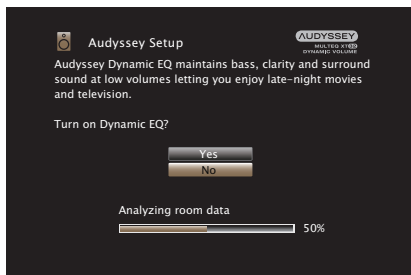 Audyssey Setup
AUDYSSEY
MULTEQ XT32
DYNAMIC VOLUME
Audyssey Dynamic EQ maintains bass, clarity and surround
sound at low volumes letting you enjoy late-night movies
and television.
Turn on Dynamic EQ?
Yes
No
Analyzing room data
50%